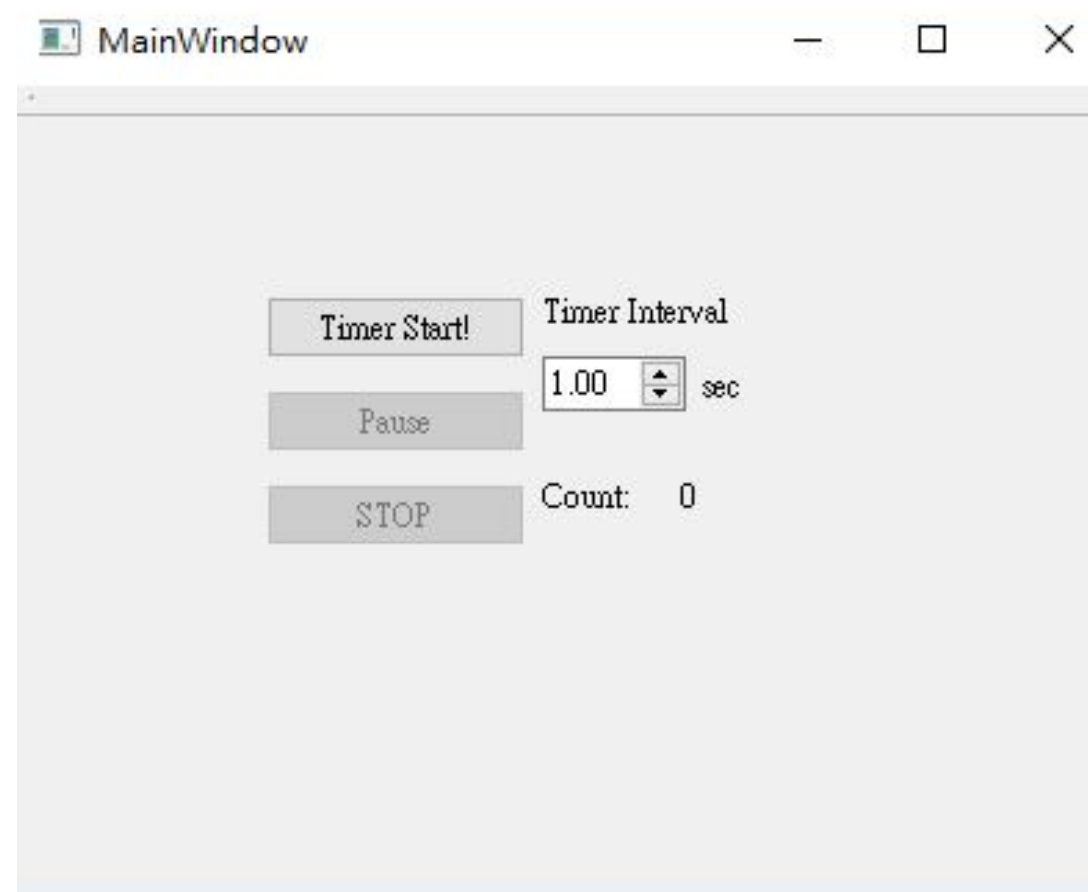 MainWindow
Timer Start!
Timer Interval
1.00 sec
Pause
Count: 0
STOP